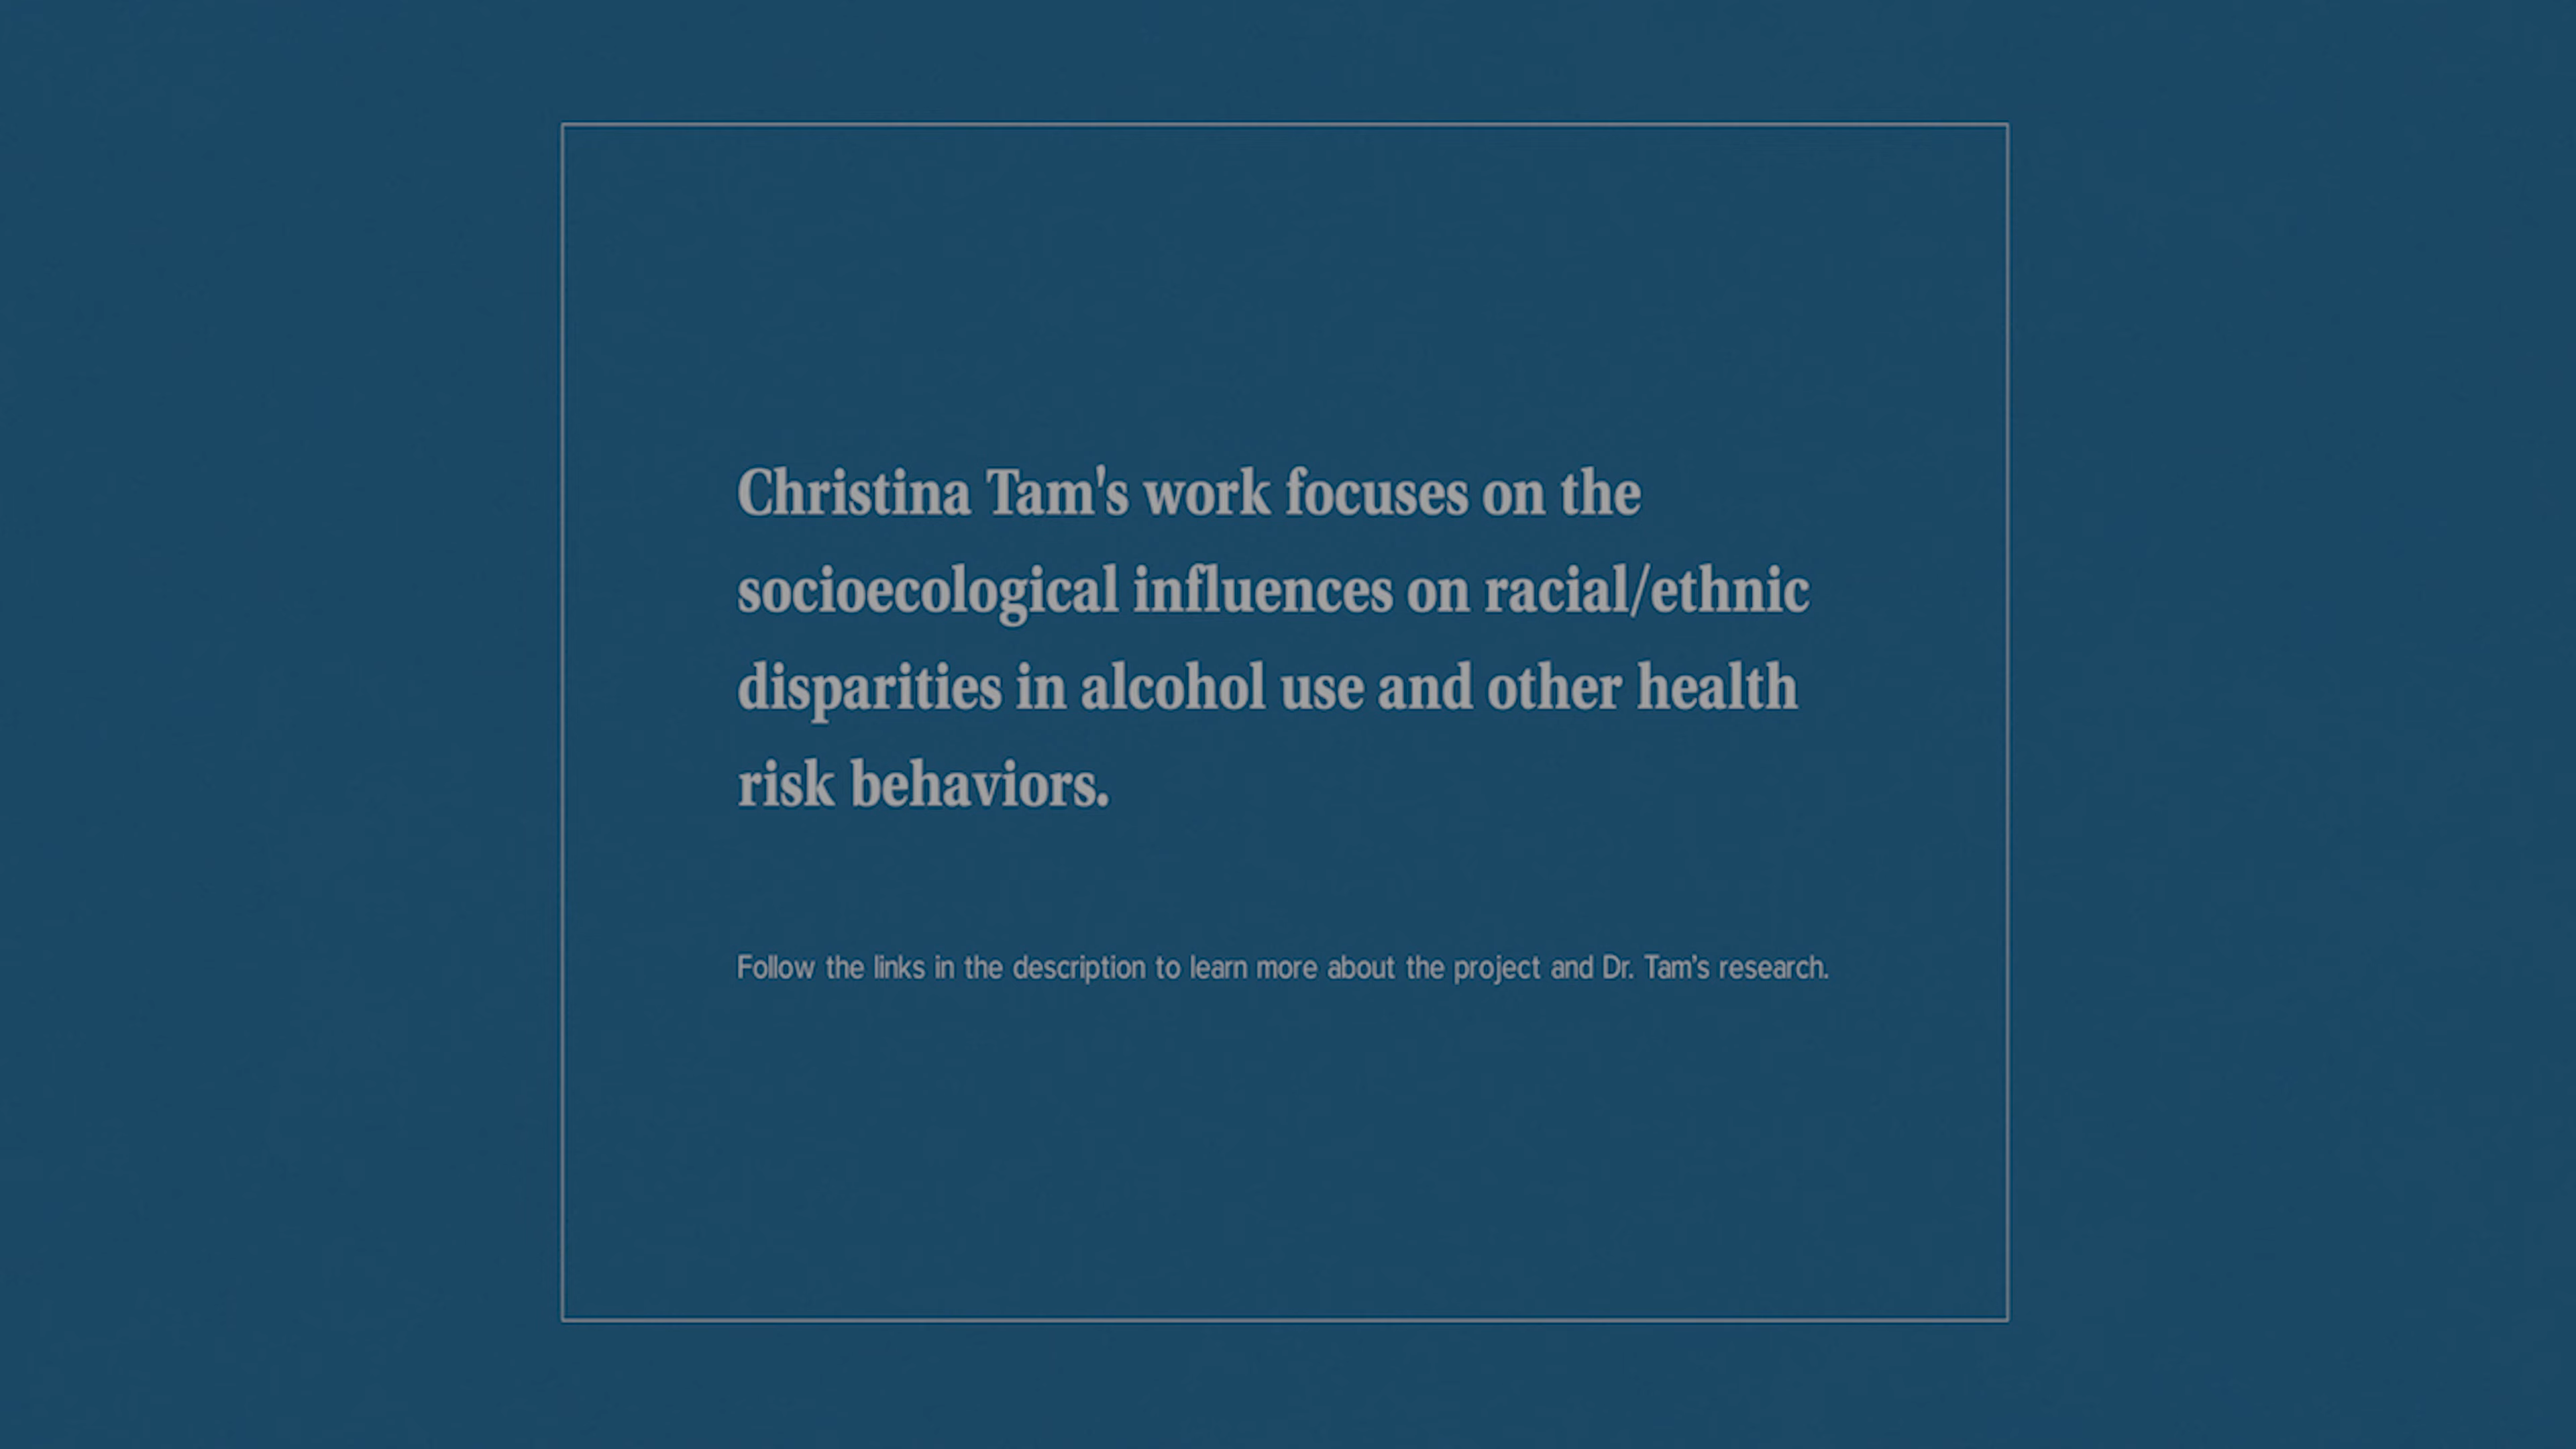 Christina Tam's work focuses on the
socioecological influences on racial/ethnic
disparities in alcohol use and other health
risk behaviors.
Follow the links in the description to learn more about the project and Dr. Tam's research.